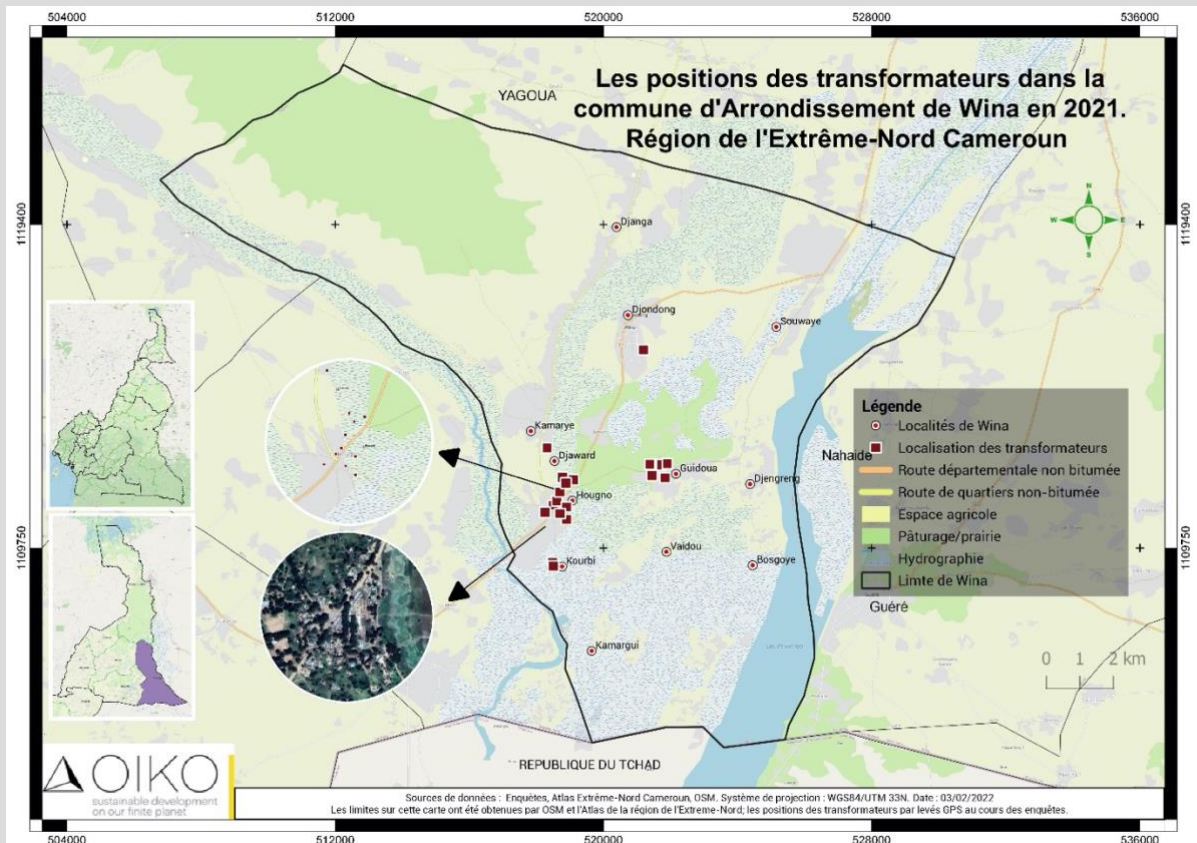 504000
512000
520000
528000
536000
Les positions des transformateurs dans la
commune d'Arrondissement de Wina en 2021.
Région de l'Extrême-Nord Cameroun
YAGOUA
N
W
E
S
1119400
1119400
Djanga
Djondong
Souwaye
Kamarye
Djaward
Guidoua
Djengreng
Hougno
Vaidou
Bosgoye
Kourbi
Kamargui
Nahaide
Guéré
Légende
Localités de Wina
Localisation des transformateurs
Route départementale non bitumée
Route de quartiers non-bitumée
Espace agricole
Pâturage/prairie
Hydrographie
Limte de Wina
1109750
1109750
0 1 2 km
REPUBLIQUE DU TCHAD
OIKO
sustainable development
on our finite planet
Sources de données : Enquêtes, Atlas Extrême-Nord Cameroun, OSM. Système de projection : WGS84/UTM 33N. Date : 03/02/2022
Les limites sur cette carte ont été obtenues par OSM et l'Atlas de la région de l'Extreme-Nord; les positions des transformateurs par levés GPS au cours des enquêtes.
504000
512000
520000
528000
536000